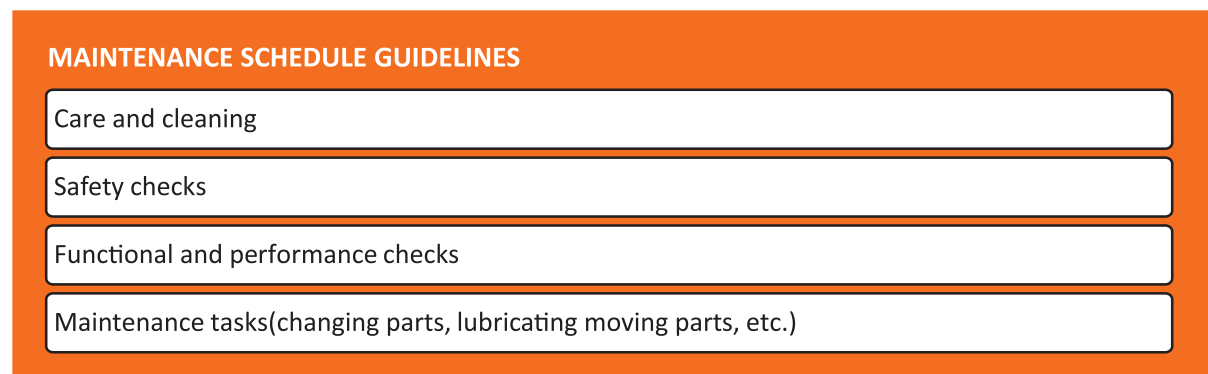 MAINTENANCE SCHEDULE GUIDELINES
Care and cleaning
Safety checks
Functional and performance checks
Maintenance tasks(changing parts, lubricating moving parts, etc.)